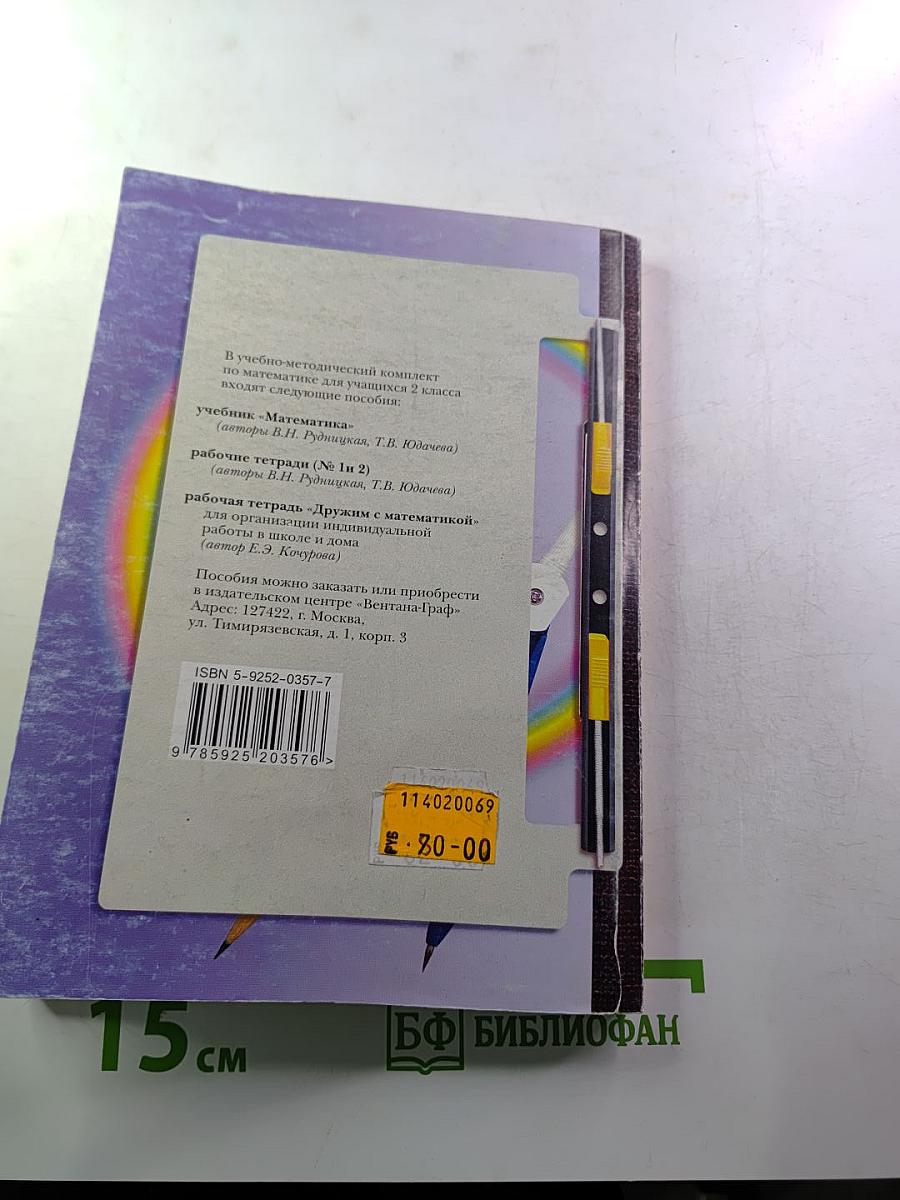 В учебно-методический комплект
по математике для учащихся 2 класса
входят следующие пособия:
учебник «Математика»
(авторы В.Н. Рудницкая, Т.В. Юдачева)
рабочие тетради (№ 1и 2)
(авторы В.Н. Рудницкая, Т.В. Юдачева)
рабочая тетрадь «Дружим с математикой»
для организации индивидуальной
работы в школе и дома
(автор Е.Э. Кочурова)
Пособия можно заказать или приобрести
в издательском центре «Вентана-Граф»
Адрес: 127422, г. Москва,
ул. Тимирязевская, д. 1, корп. 3
ISBN 5-9252-0357-7
9 785925 203576 >
114020069
РУБ 80-00
15 см
БФ БИБЛИОФАН